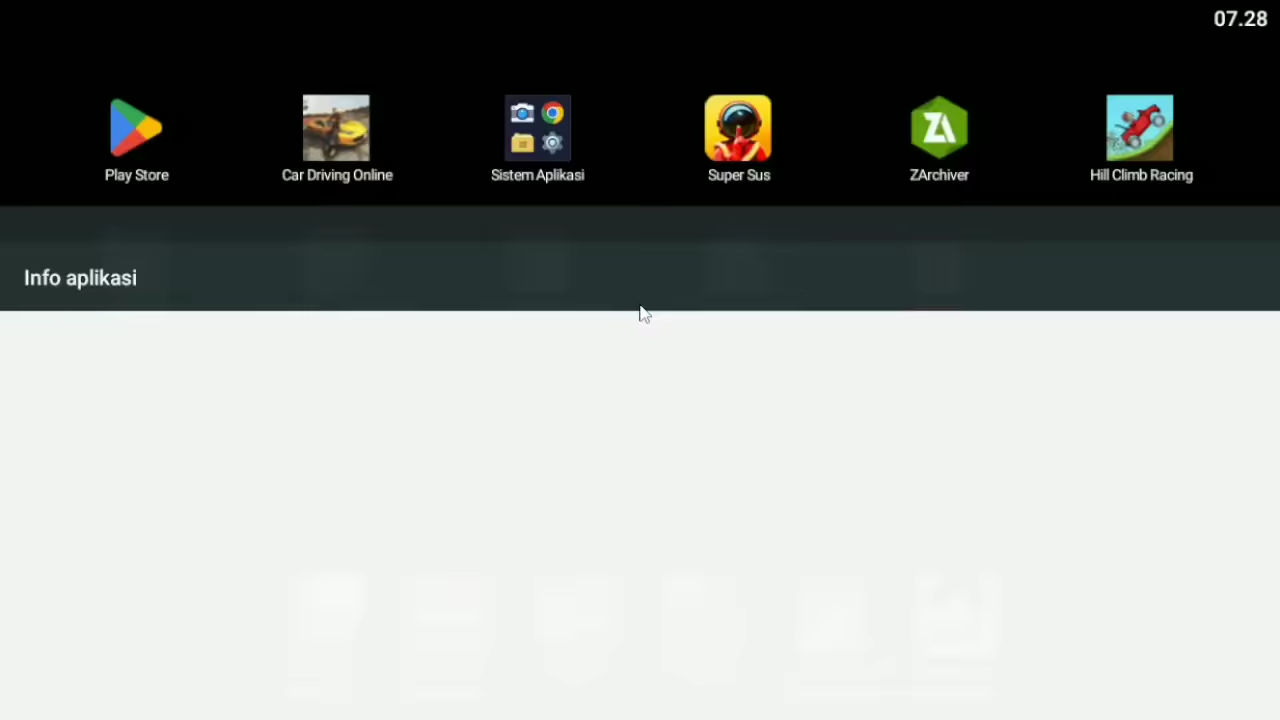 07.28
Play Store
Car Driving Online
Sistem Aplikasi
Super Sus
ZArchiver
Hill Climb Racing
Info aplikasi